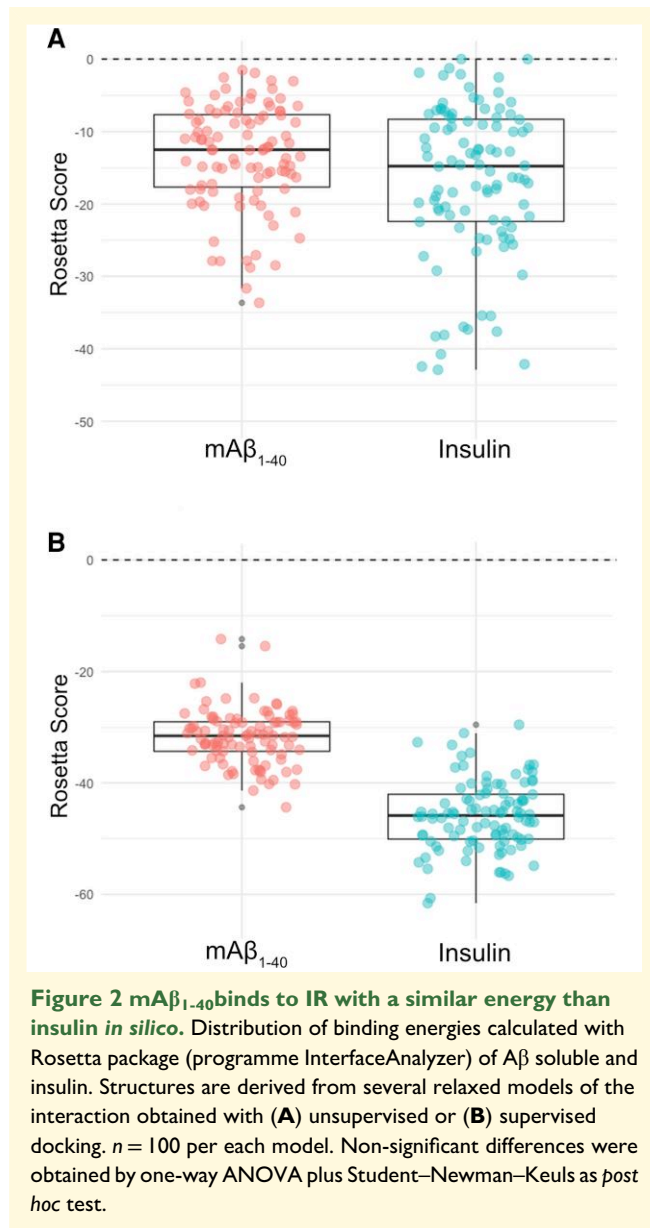 A
0
-10
-20
-30
-40
-50
Rosetta Score
mAβ1-40
Insulin
B
0
-20
-40
-60
Rosetta Score
mAβ1-40
Insulin
Figure 2 mAβ1-40binds to IR with a similar energy than
insulin in silico. Distribution of binding energies calculated with
Rosetta package (programme InterfaceAnalyzer) of Aβ soluble and
insulin. Structures are derived from several relaxed models of the
interaction obtained with (A) unsupervised or (B) supervised
docking. n = 100 per each model. Non-significant differences were
obtained by one-way ANOVA plus Student–Newman–Keuls as post
hoc test.